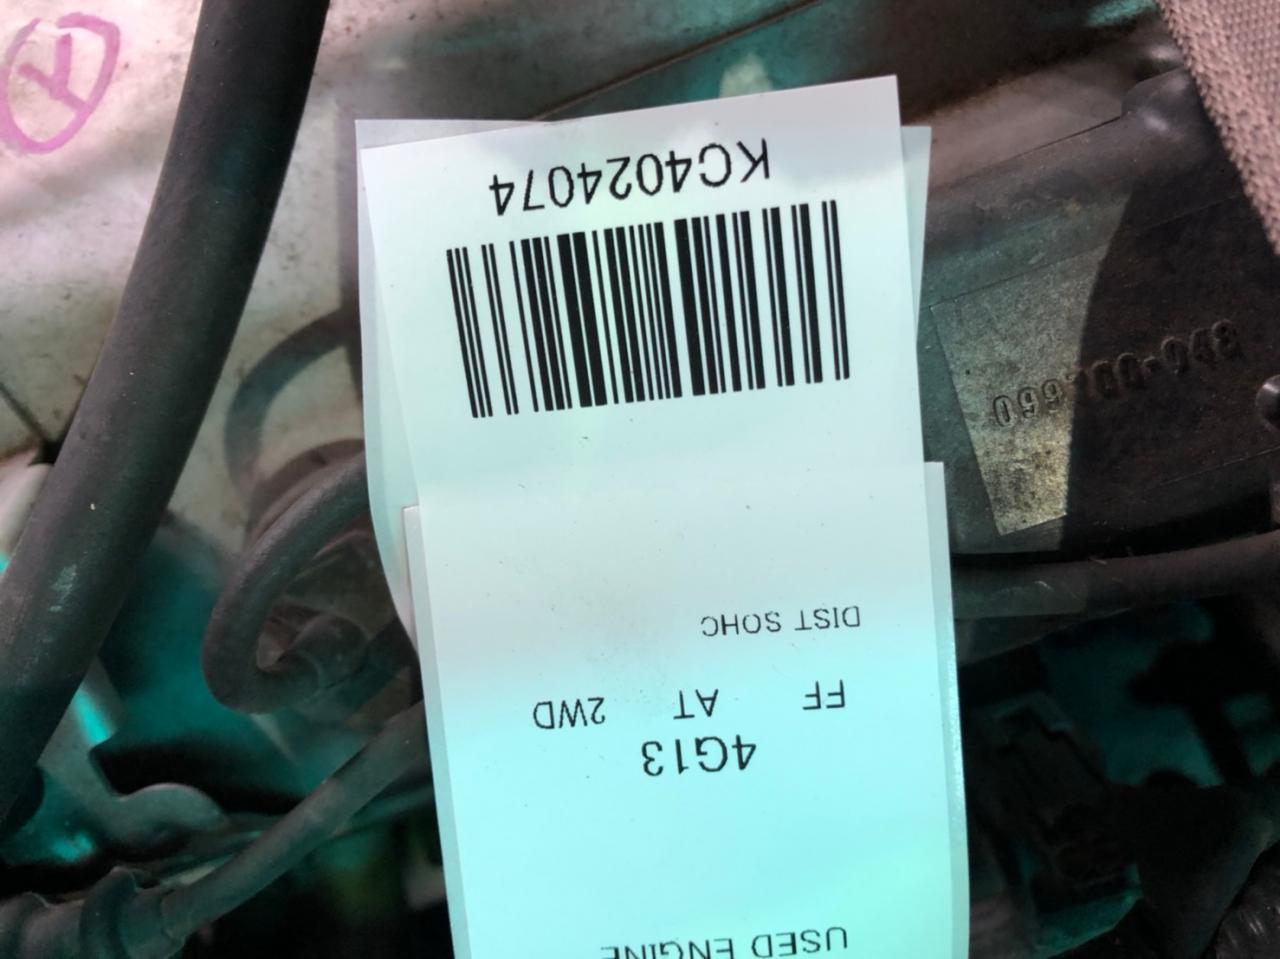 USED ENGINE
4G13
FF AT 2WD
DIST SOHC
KC4024074
099700-048